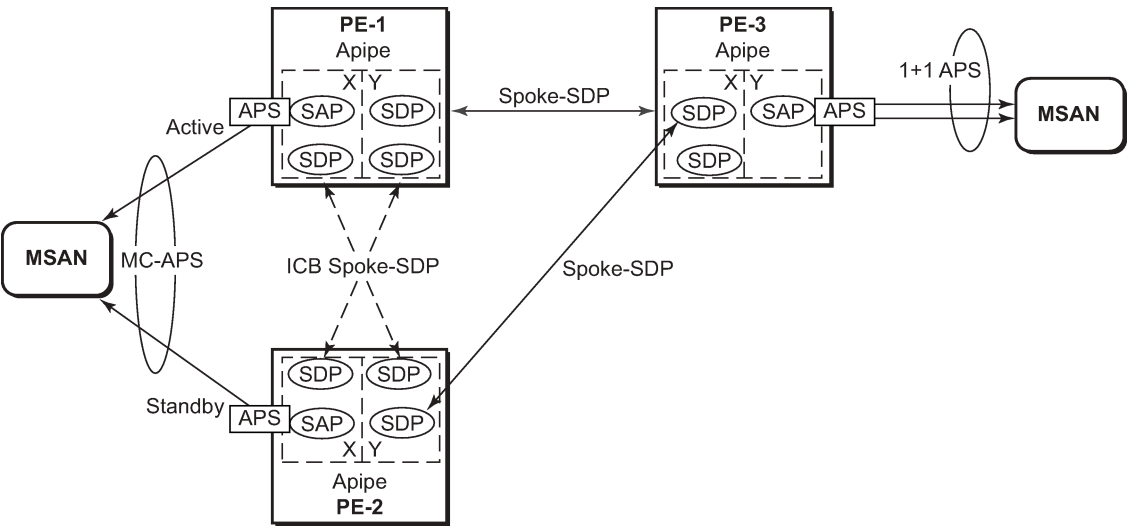 PE-1
Apipe
X Y
APS SAP SDP
SDP SDP
Active
Spoke-SDP
PE-3
Apipe
X Y
SDP SAP APS
SDP
1+1 APS
MSAN
MSAN
MC-APS
ICB Spoke-SDP
Spoke-SDP
Standby
SDP SDP
APS SAP SDP
X Y
Apipe
PE-2